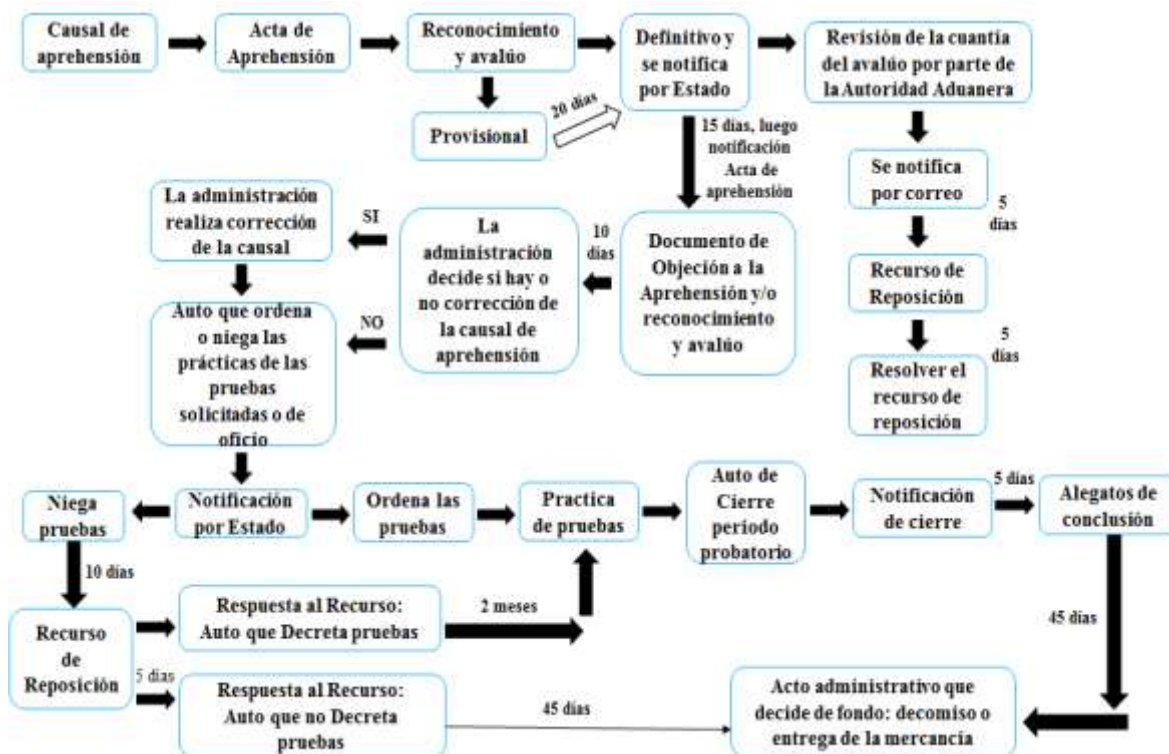 Causal de
aprehensión
Acta de
Aprehensión
Reconocimiento
y avalúo
Definitivo y
se notifica
por Estado
Revisión de la cuantía
del avalúo por parte de
la Autoridad Aduanera
Provisional
20 días
15 días, luego
notificación
Acta de
aprehensión
Se notifica
por correo
5
días
La administración
realiza corrección
de la causal
SI
La
administración
decide si hay o
no corrección de
la causal de
aprehensión
10
días
Documento de
Objeción a la
Aprehensión y/o
reconocimiento
y avalúo
Recurso de
Reposición
5
días
Resolver el
recurso de
reposición
NO
Auto que ordena
o niega las
prácticas de las
pruebas
solicitadas o de
oficio
Niega
pruebas
Notificación
por Estado
Ordena las
pruebas
Practica
de pruebas
Auto de
Cierre
periodo
probatorio
Notificación
de cierre
5 días
Alegatos de
conclusión
10 días
Recurso
de
Reposición
Respuesta al Recurso:
Auto que Decreta pruebas
2 meses
45 días
5 días
Respuesta al Recurso:
Auto que no Decreta
pruebas
45 días
Acto administrativo que
decide de fondo: decomiso o
entrega de la mercancía